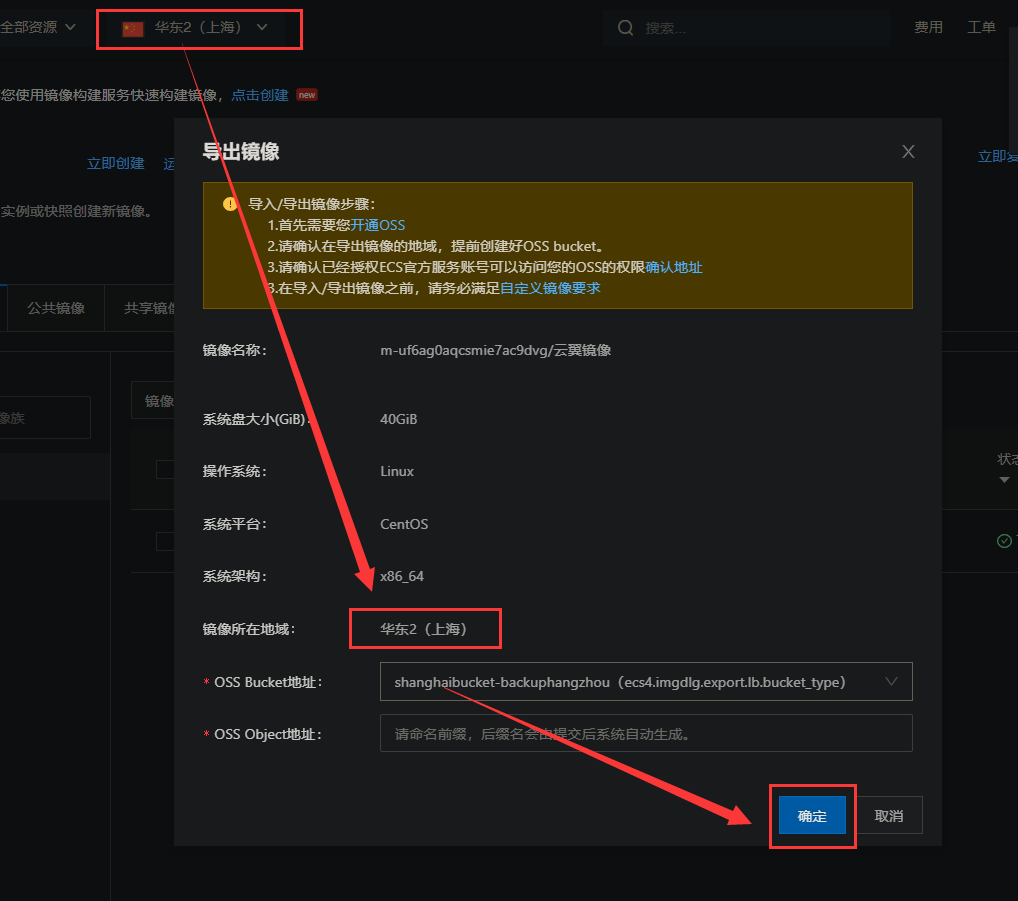 全部资源
华东2（上海）
搜索...
费用
工单
您使用镜像构建服务快速构建镜像，点击创建 new
立即创建
立即
实例或快照创建新镜像。
导出镜像
导入/导出镜像步骤：
1.首先需要您开通OSS
2.请确认在导出镜像的地域，提前创建好OSS bucket。
3.请确认已经授权ECS官方服务账号可以访问您的OSS的权限确认地址
3.在导入/导出镜像之前，请务必满足自定义镜像要求
公共镜像
共享镜像
镜像名称：
m-uf6ag0aqcsmie7ac9dvg/云翼镜像
镜像
像族
系统盘大小(GiB)：
40GiB
状态
操作系统：
Linux
系统平台：
CentOS
系统架构：
x86_64
镜像所在地域：
华东2（上海）
* OSS Bucket地址：
shanghaibucket-backuphangzhou（ecs4.imgdlg.export.lb.bucket_type）
* OSS Object地址：
请命名前缀，后缀名会由提交后系统自动生成。
确定
取消